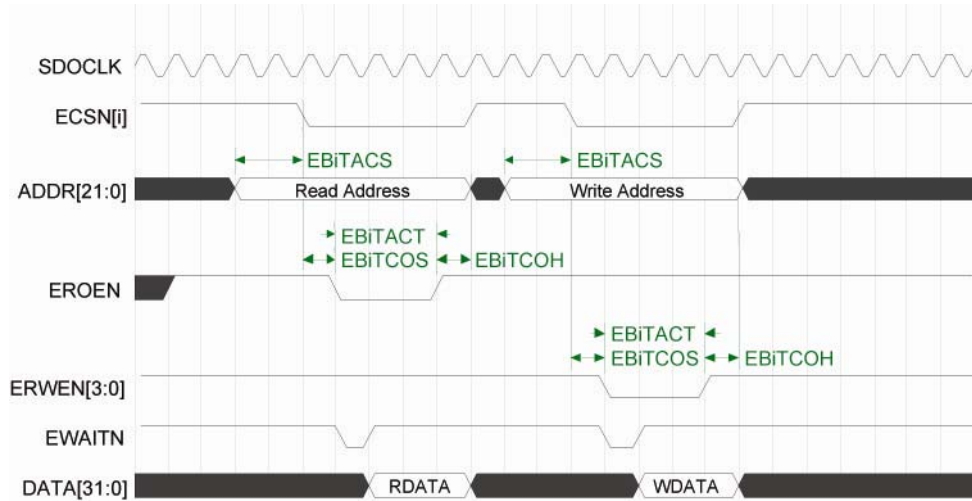 SDOCLK
ECSN[i]
EBiTACS EBiTACS
ADDR[21:0] Read Address Write Address
EBiTACT
EBiTCOS EBiTCOH
EROEN
EBiTACT
EBiTCOS EBiTCOH
ERWEN[3:0]
EWAITN
DATA[31:0] RDATA WDATA